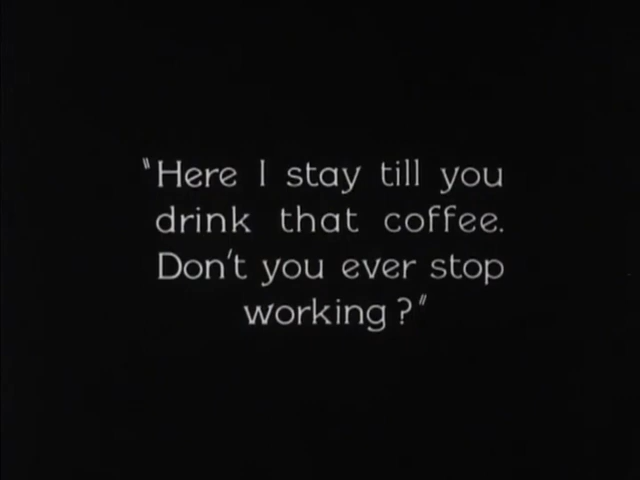 "Here I stay till you
drink that coffee.
Don't you ever stop
working?"